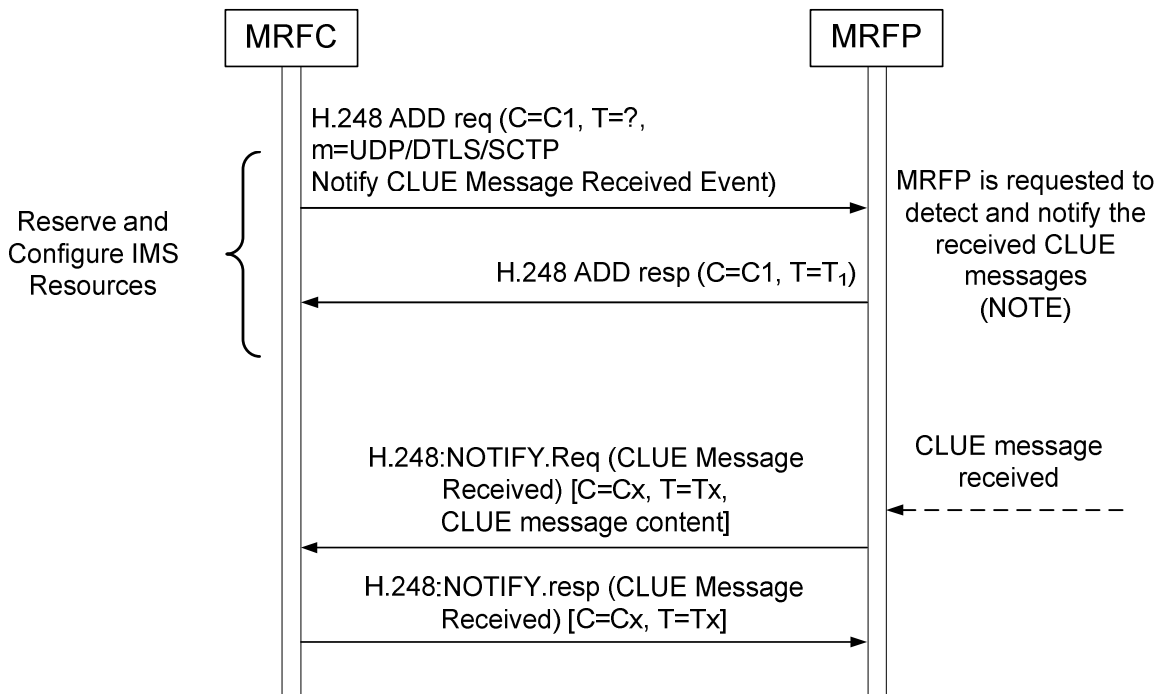 MRFC
MRFP
H.248 ADD req (C=C1, T=?,
m=UDP/DTLS/SCTP
Notify CLUE Message Received Event)
Reserve and
Configure IMS
Resources
MRFP is requested to
detect and notify the
received CLUE
messages
(NOTE)
H.248 ADD resp (C=C1, T=T₁)
CLUE message
received
H.248:NOTIFY.Req (CLUE Message
Received) [C=Cx, T=Tx,
CLUE message content]
H.248:NOTIFY.resp (CLUE Message
Received) [C=Cx, T=Tx]